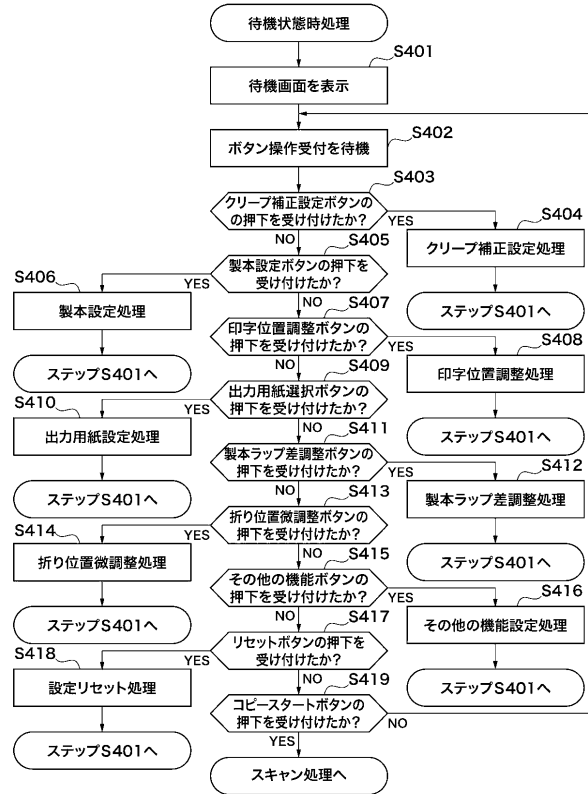 待機状態時処理
S401
待機画面を表示
S402
ボタン操作受付を待機
S403
クリープ補正設定ボタンの
の押下を受け付けたか?
YES
NO
S404
クリープ補正設定処理
ステップS401へ
S405
製本設定ボタンの押下を
受け付けたか?
YES
NO
S406
製本設定処理
ステップS401へ
S407
印字位置調整ボタンの
押下を受け付けたか?
YES
NO
S408
印字位置調整処理
ステップS401へ
S409
出力用紙選択ボタンの
押下を受け付けたか?
YES
NO
S410
出力用紙設定処理
ステップS401へ
S411
製本ラップ差調整ボタンの
押下を受け付けたか?
YES
NO
S412
製本ラップ差調整処理
ステップS401へ
S413
折り位置微調整ボタンの
押下を受け付けたか?
YES
NO
S414
折り位置微調整処理
ステップS401へ
S415
その他の機能ボタンの
押下を受け付けたか?
YES
NO
S416
その他の機能設定処理
ステップS401へ
S417
リセットボタンの押下を
受け付けたか?
YES
NO
S418
設定リセット処理
ステップS401へ
S419
コピースタートボタンの
押下を受け付けたか?
NO
YES
スキャン処理へ